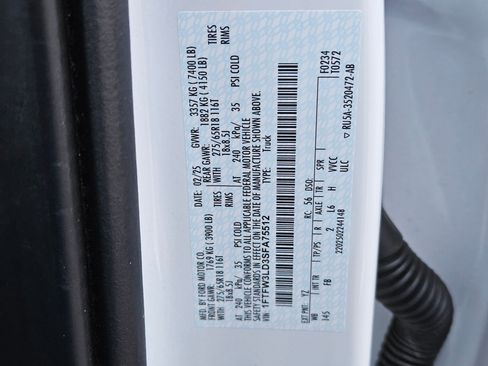 MFD. BY FORD MOTOR CO.
DATE: 02/25 GVWR: 3357 KG ( 7400 LB)
FRONT GAWR: 1769 KG (3900 LB) REAR GAWR: 1882 KG ( 4150 LB)
275/65R18 116T TIRES WITH 275/65R18 116T TIRES
18x8.5J RIMS 18x8.5J RIMS
AT 240 kPa/ 35 PSI COLD AT 240 kPa/ 35 PSI COLD
THIS VEHICLE CONFORMS TO ALL APPLICABLE FEDERAL MOTOR VEHICLE
SAFETY STANDARDS IN EFFECT ON THE DATE OF MANUFACTURE SHOWN ABOVE.
VIN: 1FTFW3LD3SFA75512 TYPE: Truck
F0234
T0572
EXT PNT: YZ RC: 56 DSO:
WB INT TR TP/PS R AXLE TR SPR
145 FB 2 L6 H VVCC
ULC
2202502244148
▽ RU5A-3520472-AB